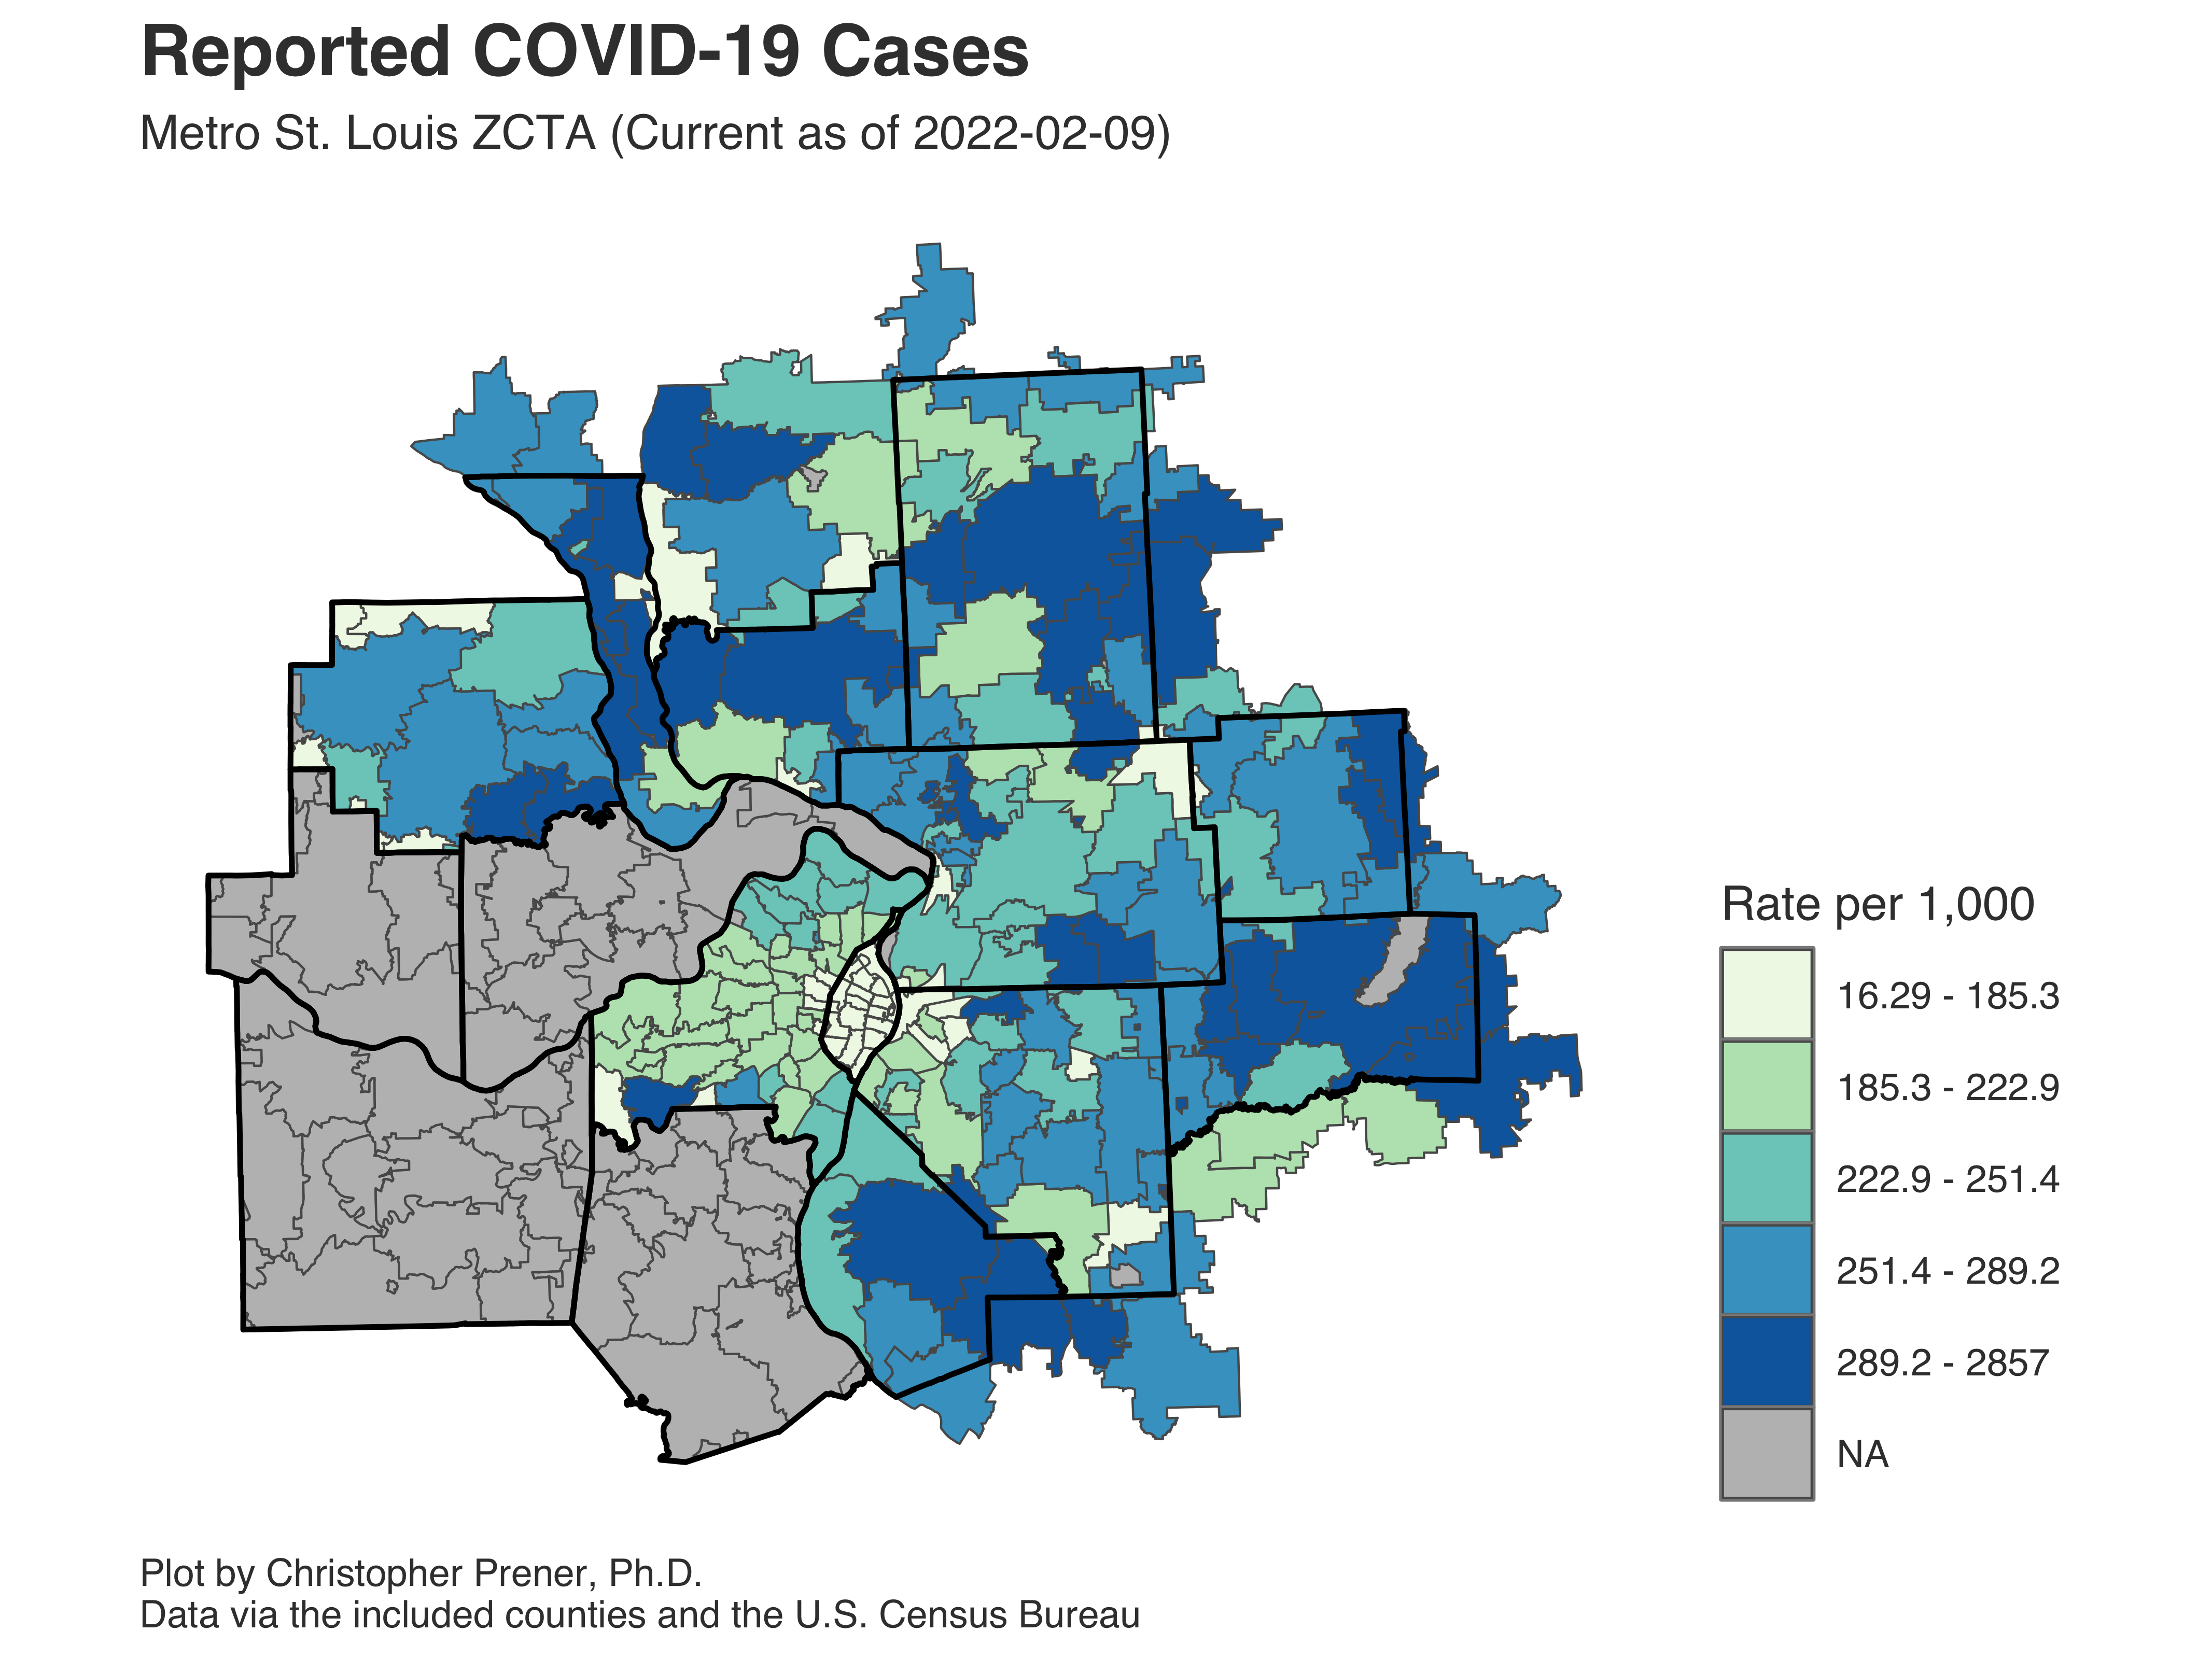 Reported COVID-19 Cases
Metro St. Louis ZCTA (Current as of 2022-02-09)
Rate per 1,000
16.29 - 185.3
185.3 - 222.9
222.9 - 251.4
251.4 - 289.2
289.2 - 2857
NA
Plot by Christopher Prener, Ph.D.
Data via the included counties and the U.S. Census Bureau